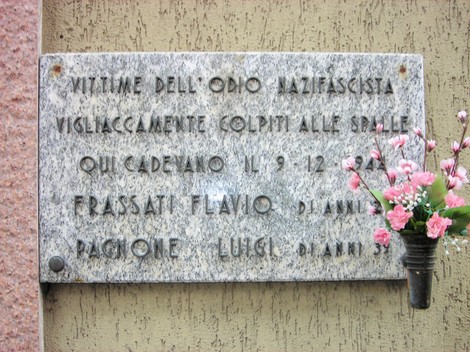 VITTIME DELL'ODIO NAZIFASCISTA
VIGLIACCAMENTE COLPITI ALLE SPALLE
QUI CADEVANO IL 9-12-
FRASSATI FLAVIO DI ANNI
PAGNONE LUIGI DI ANNI